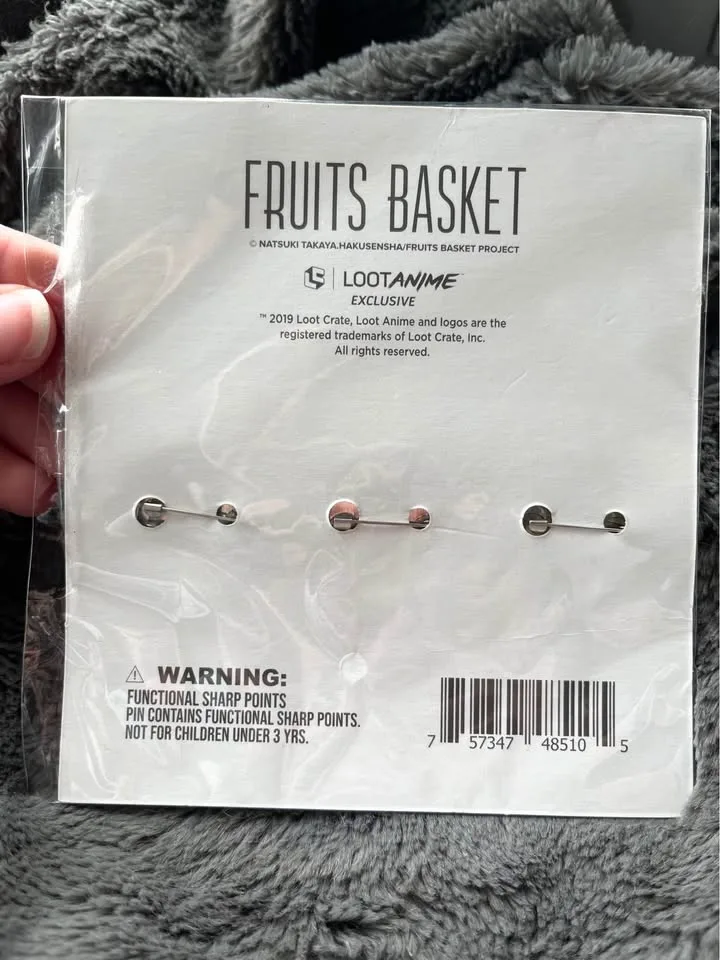 FRUITS BASKET
© NATSUKI TAKAYA.HAKUSENSHA/FRUITS BASKET PROJECT
LOOTANIME
EXCLUSIVE
™ 2019 Loot Crate, Loot Anime and logos are the
registered trademarks of Loot Crate, Inc.
All rights reserved.
⚠ WARNING:
FUNCTIONAL SHARP POINTS
PIN CONTAINS FUNCTIONAL SHARP POINTS.
NOT FOR CHILDREN UNDER 3 YRS.
7 57347 48510 5